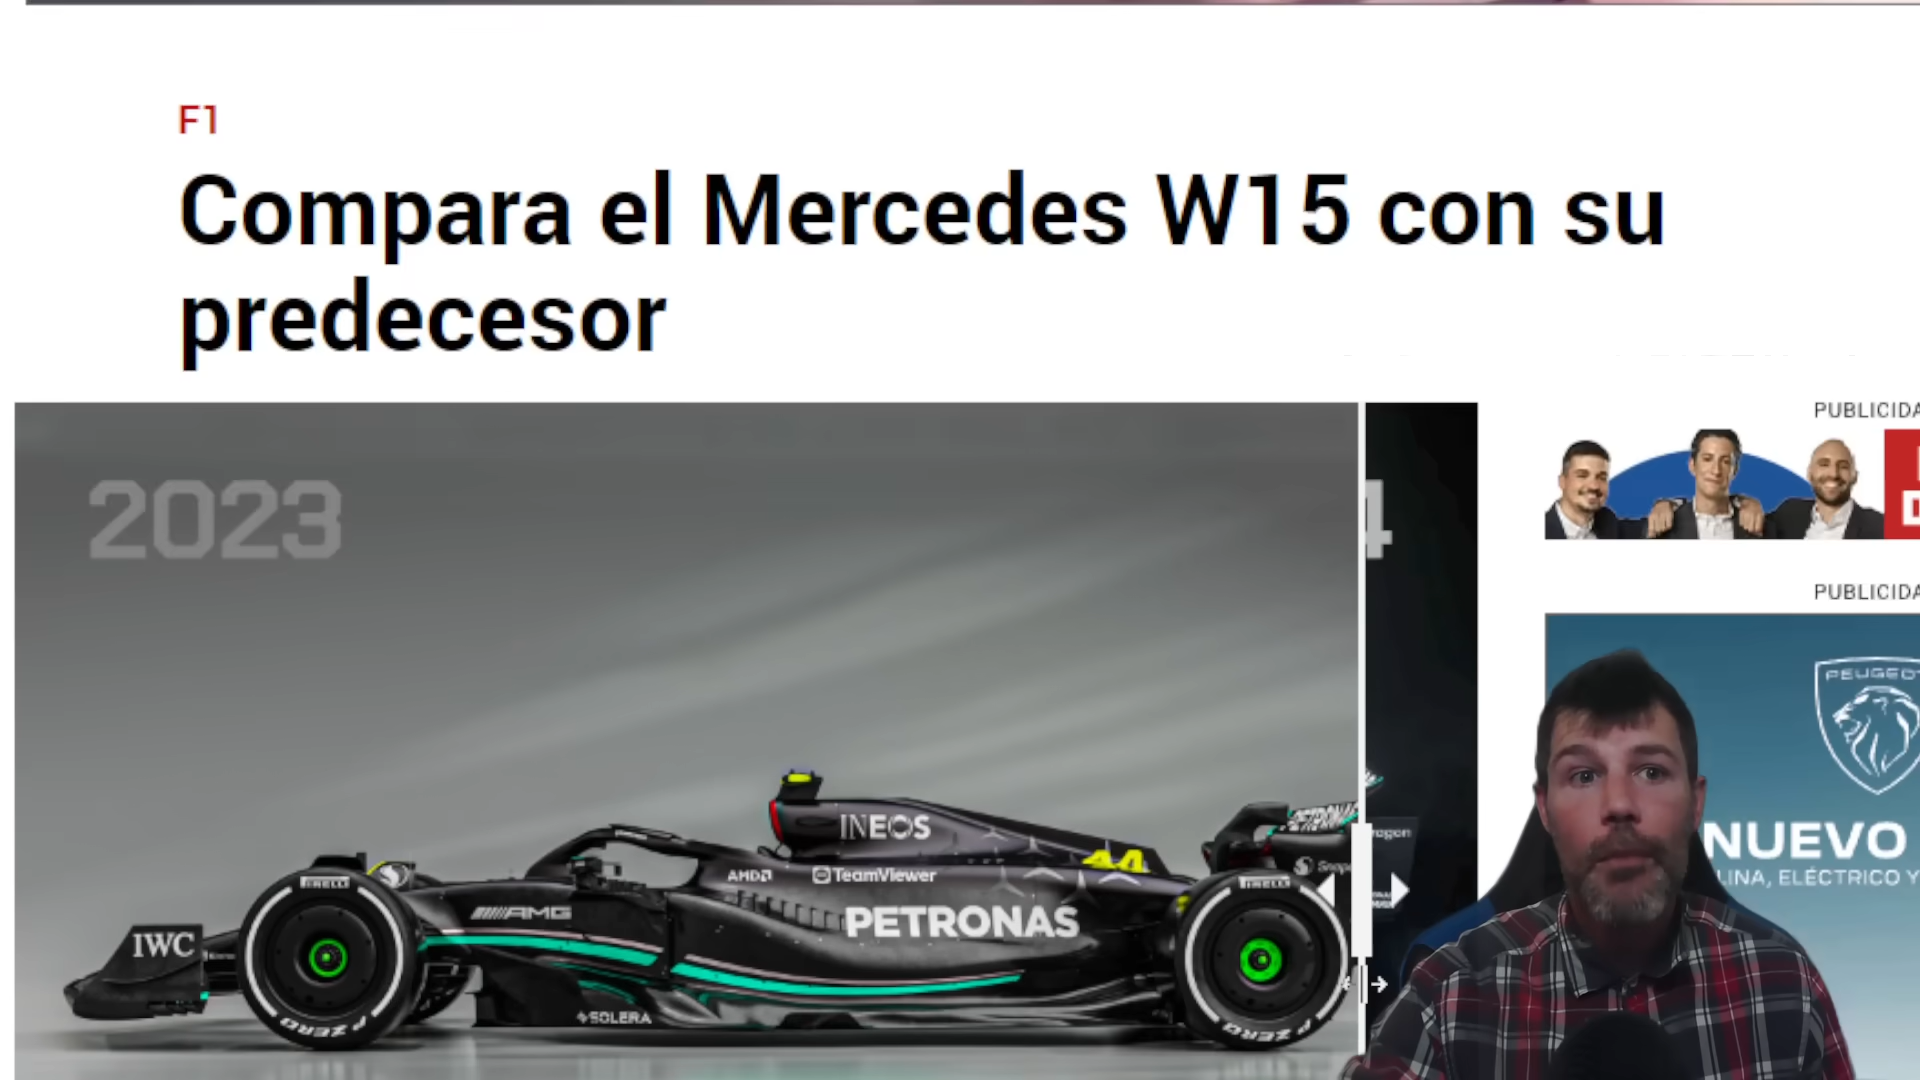 F1
Compara el Mercedes W15 con su
predecesor
PUBLICIDA
2023
4
PUBLICIDA
PEUGEOT
INEOS
44
NUEVO
AMD
TeamViewer
LINA, ELÉCTRICO Y
PIRELLI
PIRELLI
AMG
PETRONAS
IWC
SOLERA
P ZERO
P ZERO